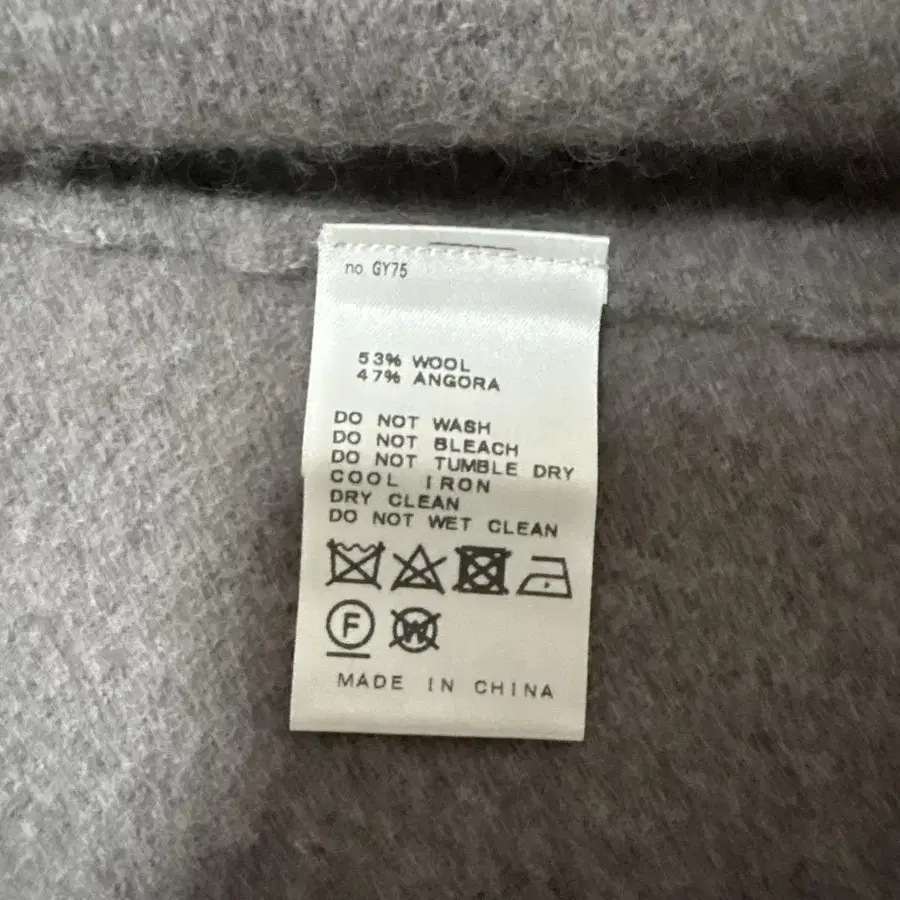 no. GY75
53% WOOL
47% ANGORA
DO NOT WASH
DO NOT BLEACH
DO NOT TUMBLE DRY
COOL IRON
DRY CLEAN
DO NOT WET CLEAN
F W
MADE IN CHINA